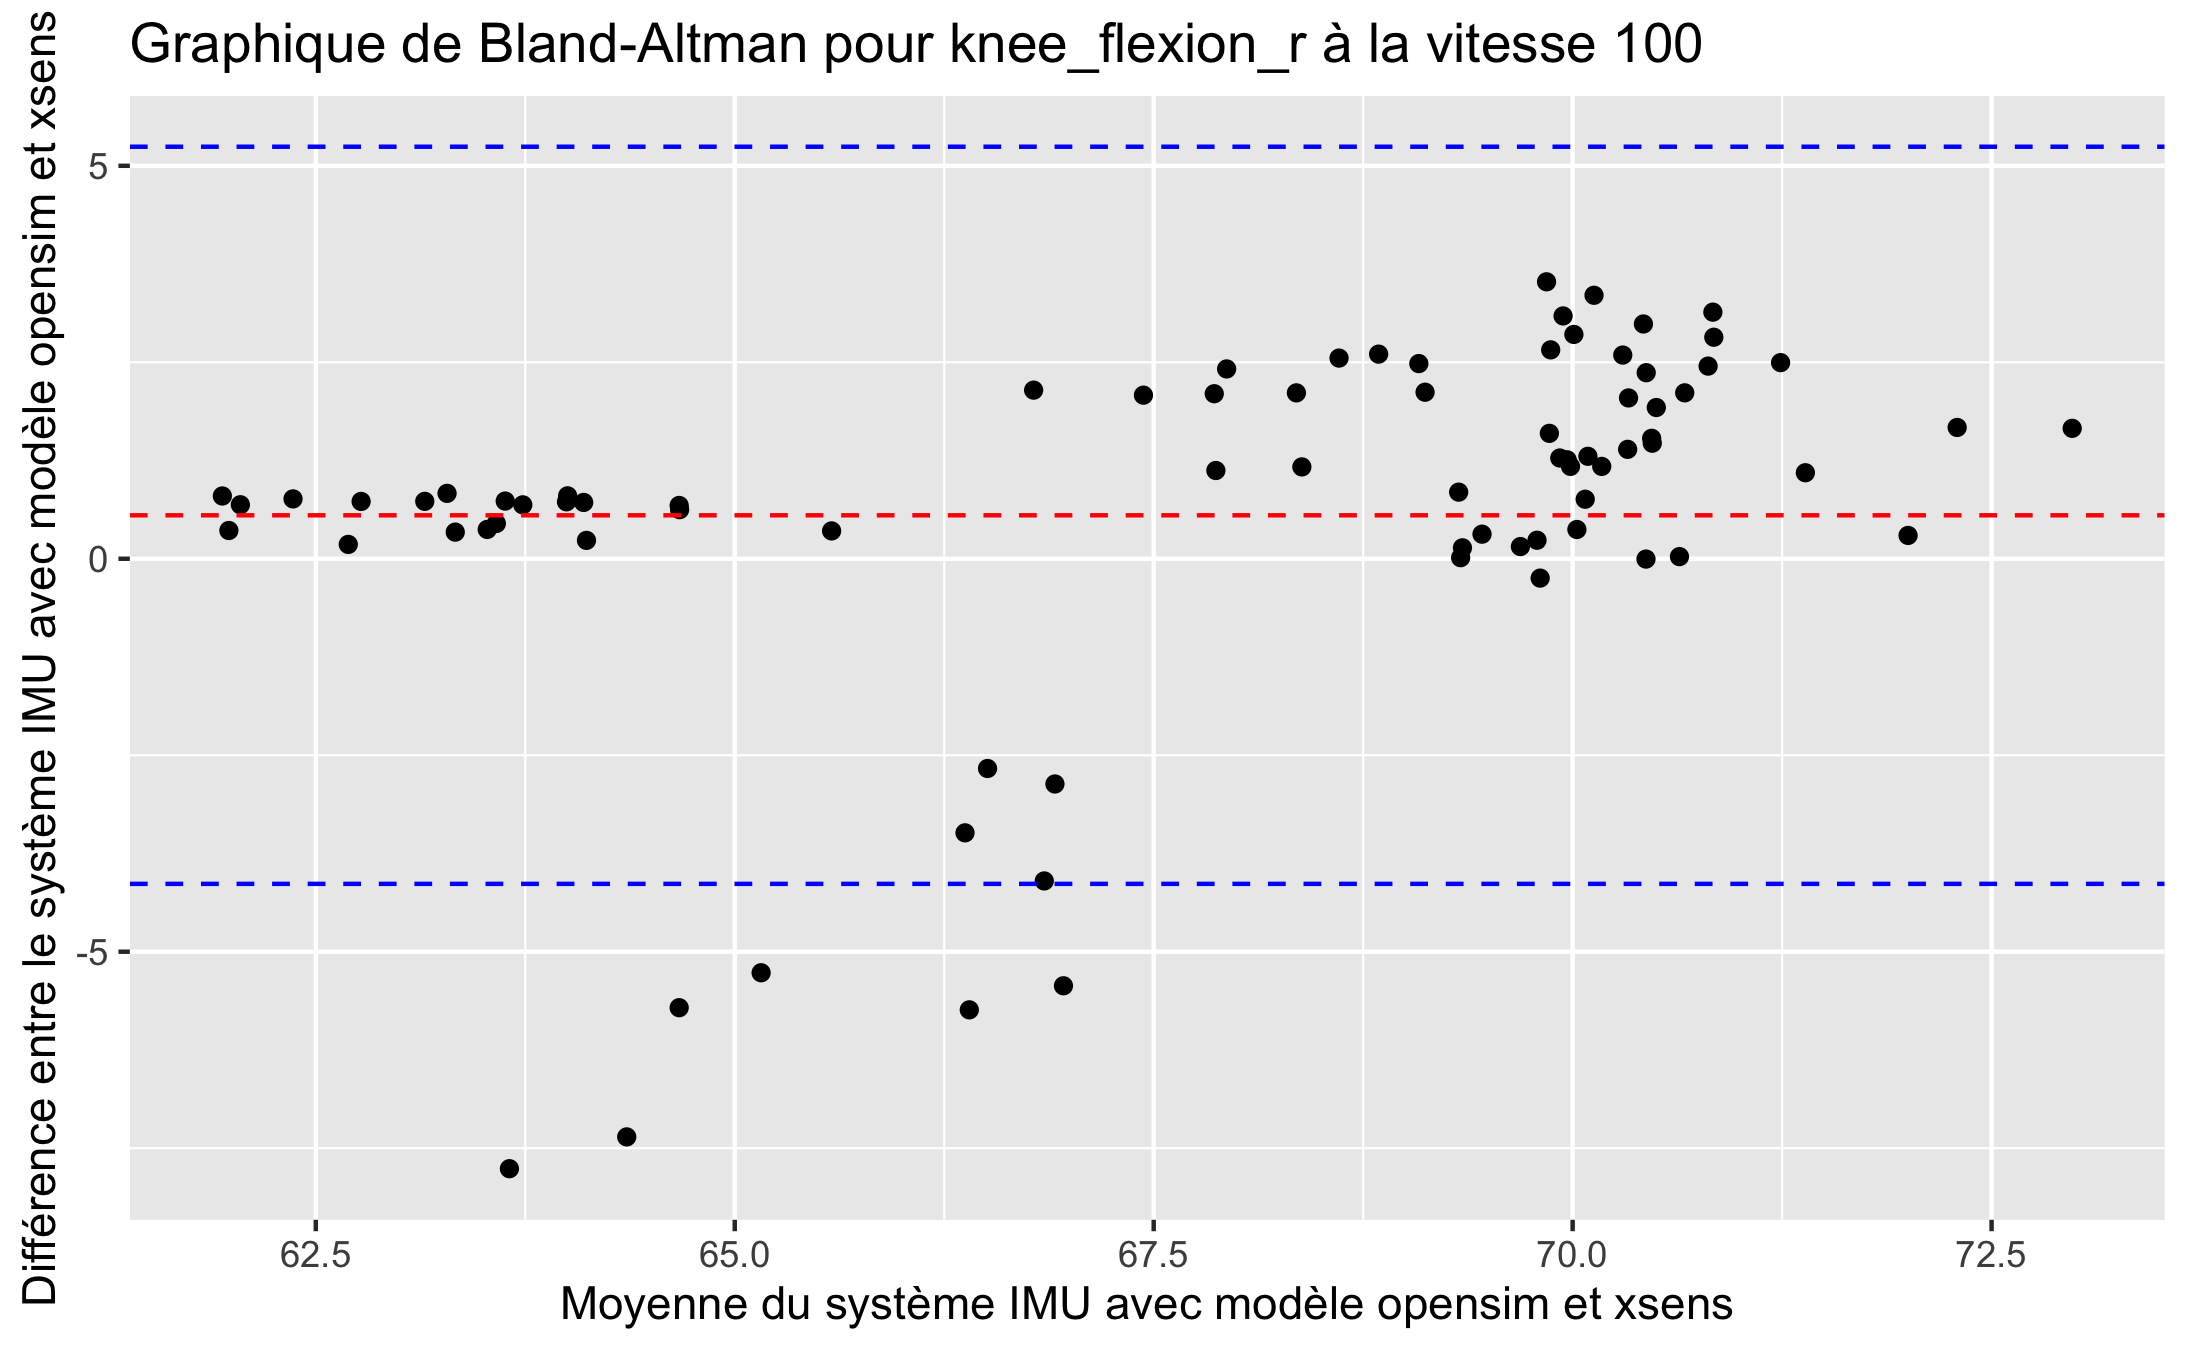 Graphique de Bland-Altman pour knee_flexion_r à la vitesse 100
Différence entre le système IMU avec modèle opensim et xsens
5
0
-5
62.5
65.0
67.5
70.0
72.5
Moyenne du système IMU avec modèle opensim et xsens